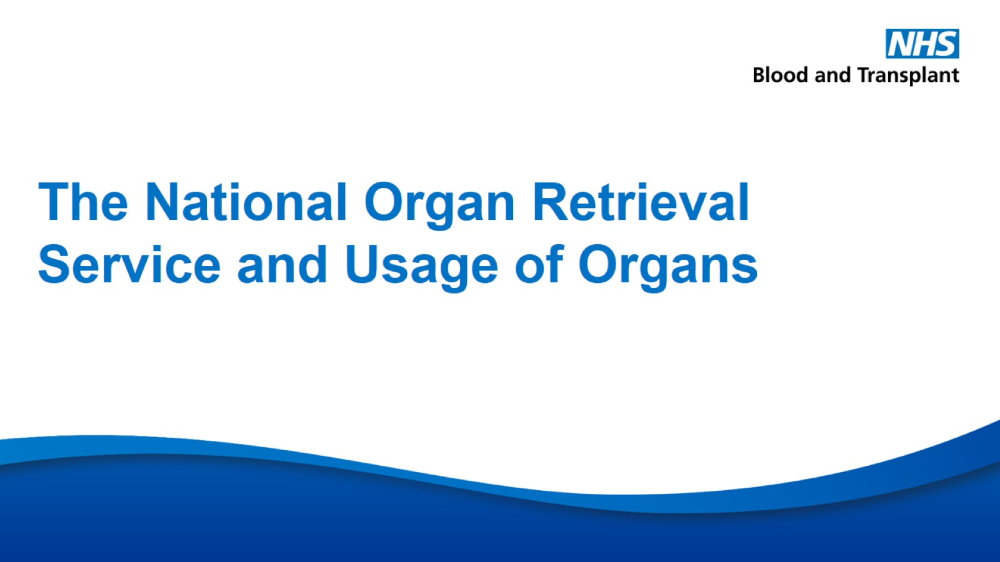 NHS
Blood and Transplant
The National Organ Retrieval
Service and Usage of Organs